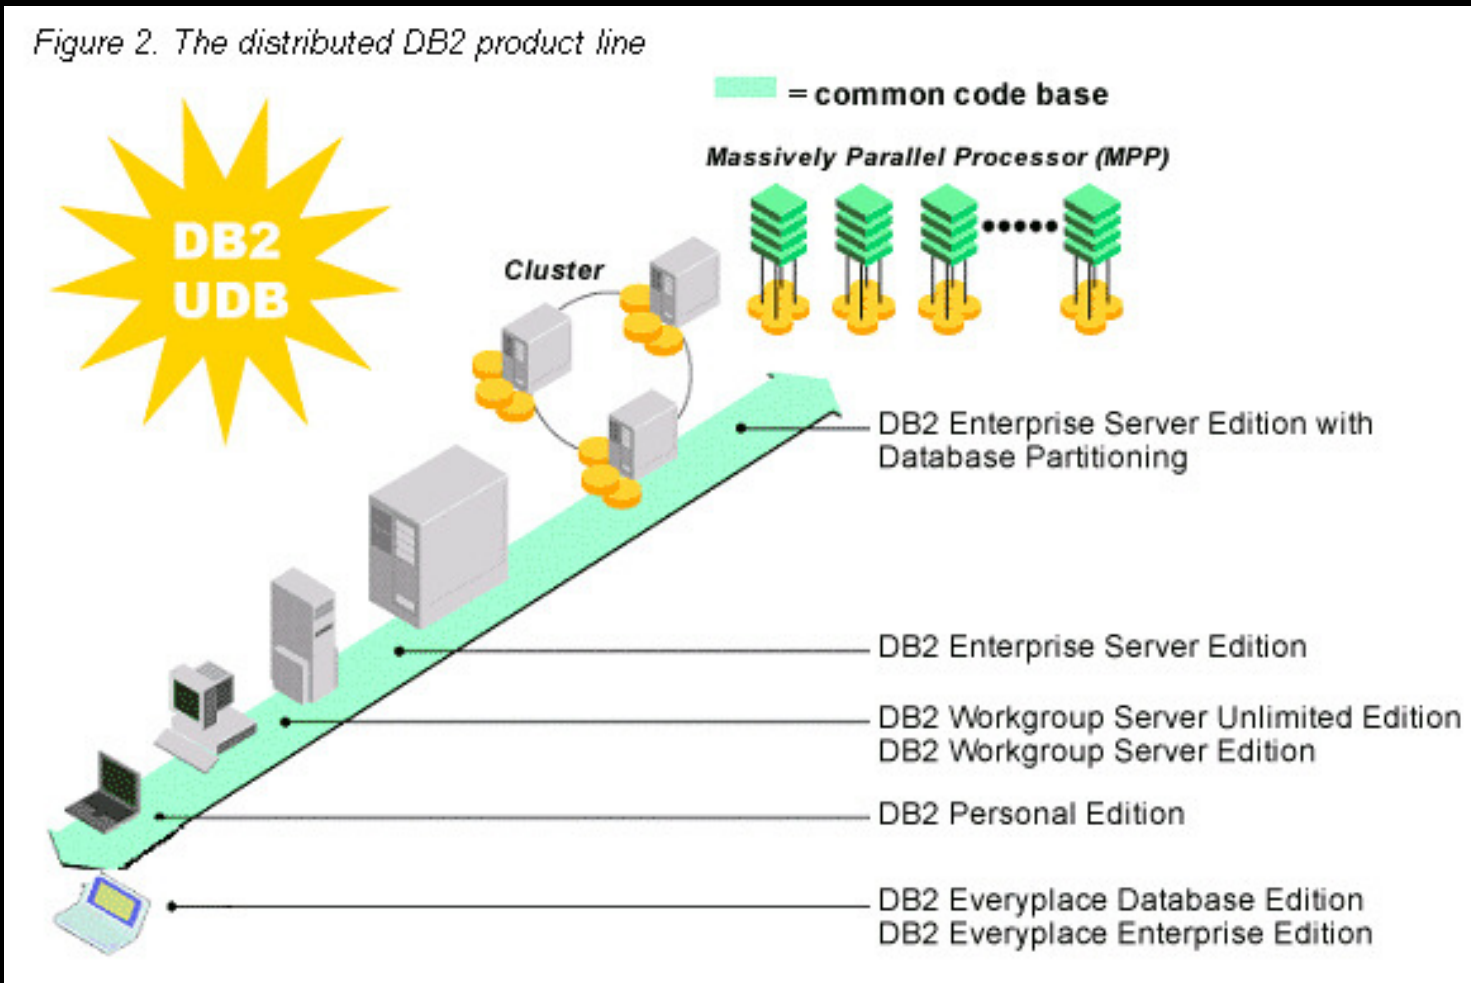 Figure 2. The distributed DB2 product line
= common code base
Massively Parallel Processor (MPP)
DB2
UDB
Cluster
DB2 Enterprise Server Edition with
Database Partitioning
DB2 Enterprise Server Edition
DB2 Workgroup Server Unlimited Edition
DB2 Workgroup Server Edition
DB2 Personal Edition
DB2 Everyplace Database Edition
DB2 Everyplace Enterprise Edition